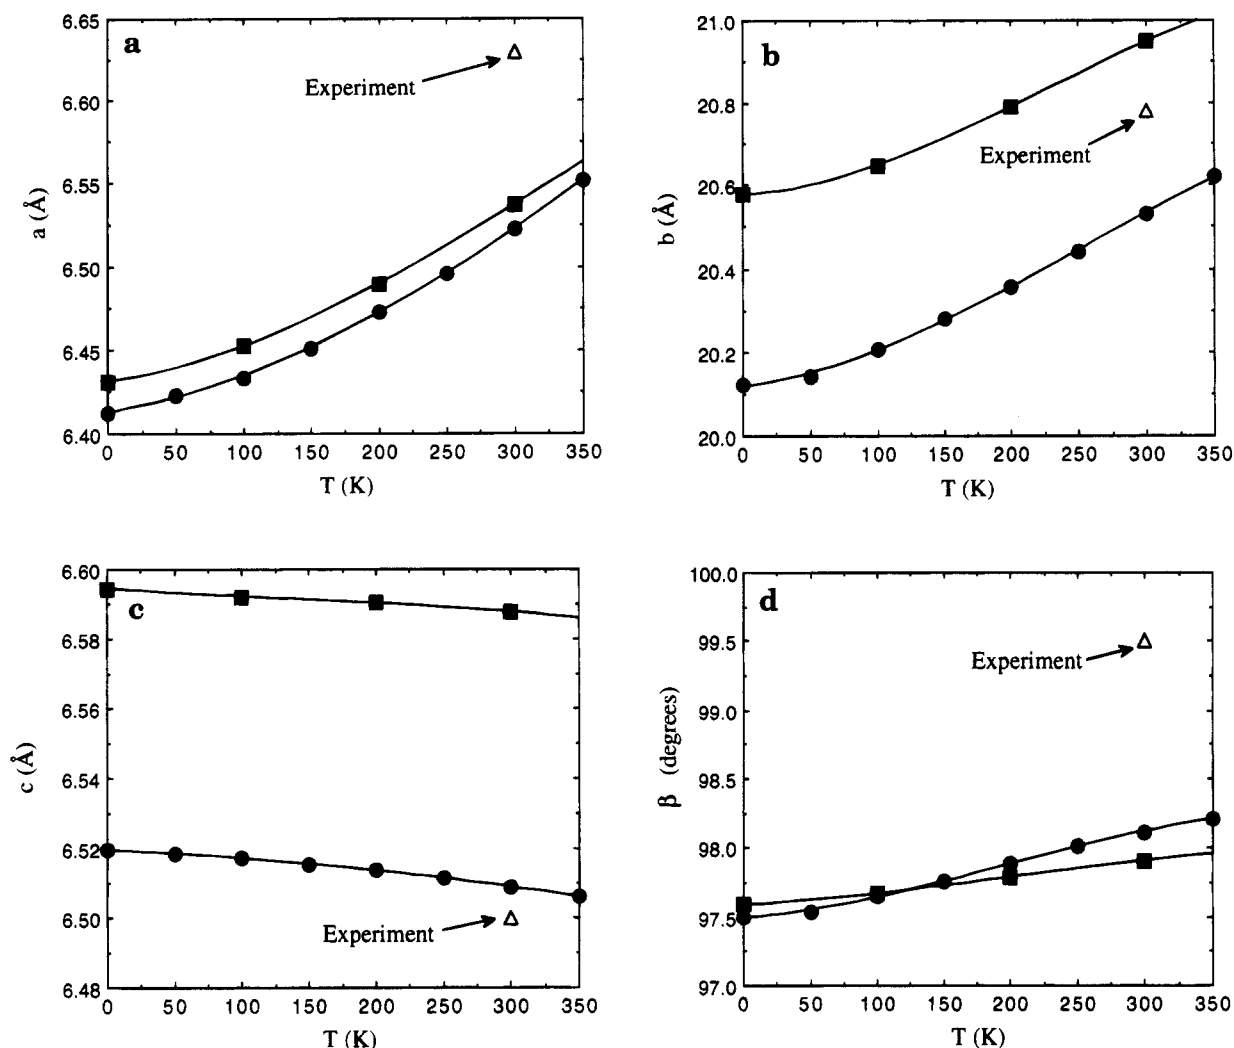 a
6.65
6.60
6.55
6.50
6.45
6.40
a (Å)
Experiment
0 50 100 150 200 250 300 350
T (K)
b
21.0
20.8
20.6
20.4
20.2
20.0
b (Å)
Experiment
0 50 100 150 200 250 300 350
T (K)
c
6.60
6.58
6.56
6.54
6.52
6.50
6.48
c (Å)
Experiment
0 50 100 150 200 250 300 350
T (K)
d
100.0
99.5
99.0
98.5
98.0
97.5
97.0
β (degrees)
Experiment
0 50 100 150 200 250 300 350
T (K)